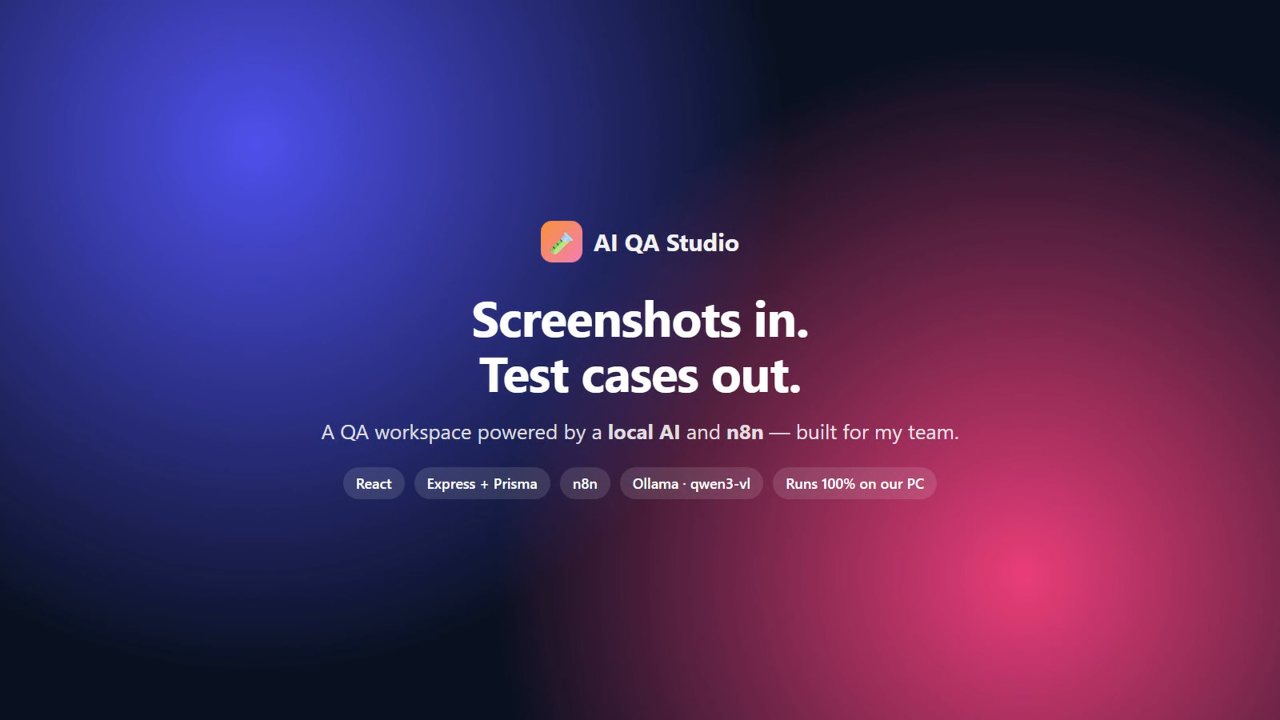 AI QA Studio
Screenshots in.
Test cases out.
A QA workspace powered by a local AI and n8n — built for my team.
React
Express + Prisma
n8n
Ollama · qwen3-vl
Runs 100% on our PC